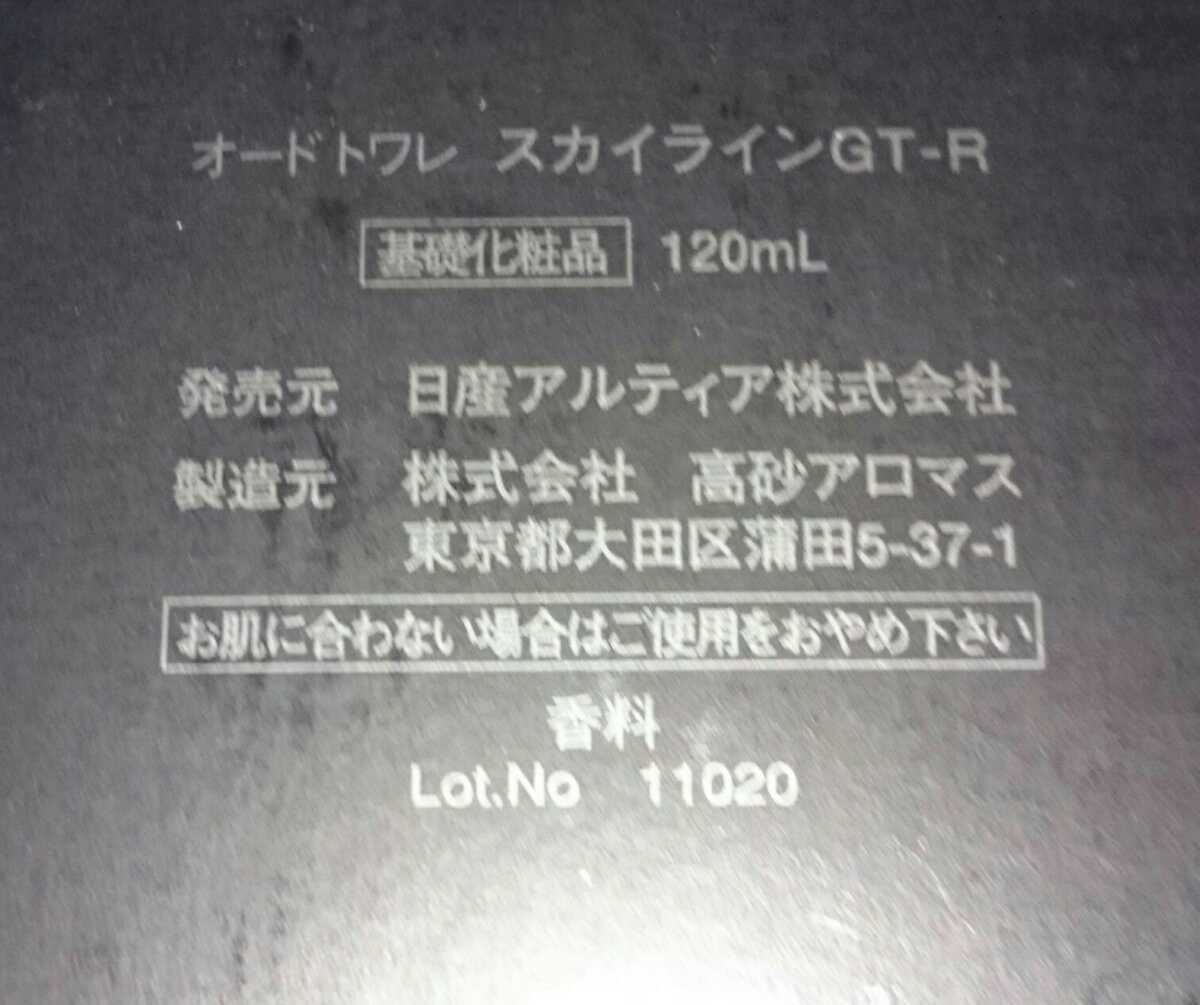 オードトワレ スカイラインGT-R
基礎化粧品 120mL
発売元 日産アルティア株式会社
製造元 株式会社 高砂アロマス
東京都大田区蒲田5-37-1
お肌に合わない場合はご使用をおやめ下さい
香料
Lot.No 11020